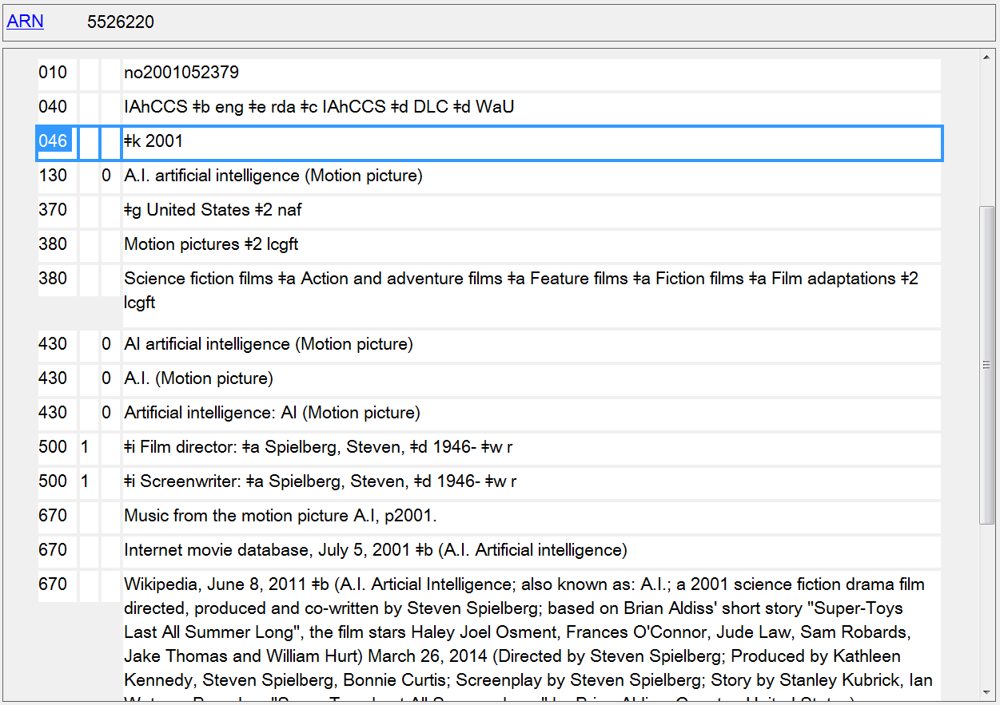 ARN 5526220
010 no2001052379
040 IAhCCS ǂb eng ǂe rda ǂc IAhCCS ǂd DLC ǂd WaU
046 ǂk 2001
130 0 A.I. artificial intelligence (Motion picture)
370 ǂg United States ǂ2 naf
380 Motion pictures ǂ2 lcgft
380 Science fiction films ǂa Action and adventure films ǂa Feature films ǂa Fiction films ǂa Film adaptations ǂ2
lcgft
430 0 AI artificial intelligence (Motion picture)
430 0 A.I. (Motion picture)
430 0 Artificial intelligence: AI (Motion picture)
500 1 ǂi Film director: ǂa Spielberg, Steven, ǂd 1946- ǂw r
500 1 ǂi Screenwriter: ǂa Spielberg, Steven, ǂd 1946- ǂw r
670 Music from the motion picture A.I, p2001.
670 Internet movie database, July 5, 2001 ǂb (A.I. Artificial intelligence)
670 Wikipedia, June 8, 2011 ǂb (A.I. Articial Intelligence; also known as: A.I.; a 2001 science fiction drama film
directed, produced and co-written by Steven Spielberg; based on Brian Aldiss' short story "Super-Toys
Last All Summer Long", the film stars Haley Joel Osment, Frances O'Connor, Jude Law, Sam Robards,
Jake Thomas and William Hurt) March 26, 2014 (Directed by Steven Spielberg; Produced by Kathleen
Kennedy, Steven Spielberg, Bonnie Curtis; Screenplay by Steven Spielberg; Story by Stanley Kubrick, Ian